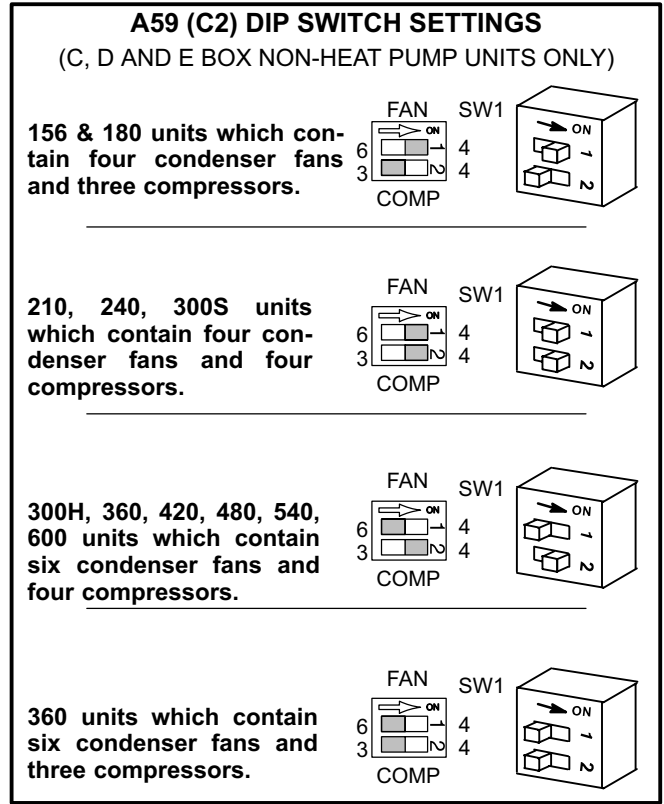 A59 (C2) DIP SWITCH SETTINGS
(C, D AND E BOX NON-HEAT PUMP UNITS ONLY)
156 & 180 units which con-
tain four condenser fans
and three compressors.
FAN SW1
ON
6 1 4
3 2 4
COMP
ON
1
2
210, 240, 300S units
which contain four con-
denser fans and four
compressors.
FAN SW1
ON
6 1 4
3 2 4
COMP
ON
1
2
300H, 360, 420, 480, 540,
600 units which contain
six condenser fans and
four compressors.
FAN SW1
ON
6 1 4
3 2 4
COMP
ON
1
2
360 units which contain
six condenser fans and
three compressors.
FAN SW1
ON
6 1 4
3 2 4
COMP
ON
1
2